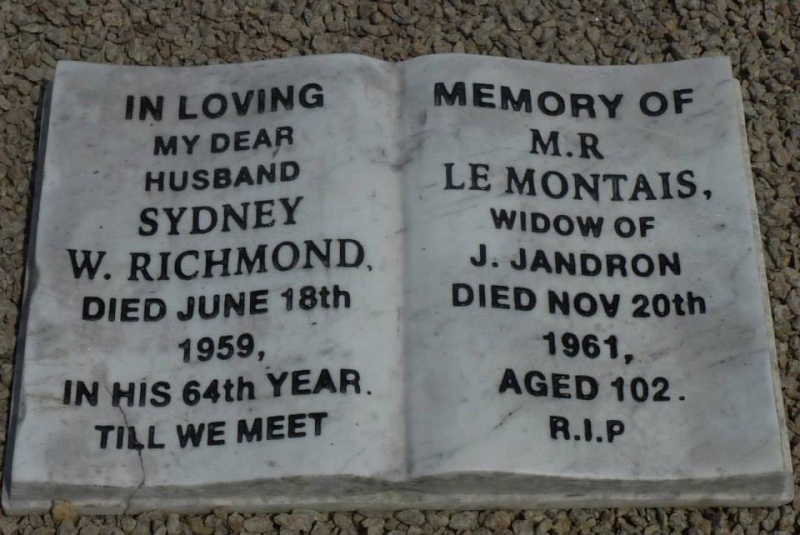 IN LOVING
MY DEAR
HUSBAND
SYDNEY
W. RICHMOND.
DIED JUNE 18th
1959,
IN HIS 64th YEAR.
TILL WE MEET
MEMORY OF
M.R
LE MONTAIS,
WIDOW OF
J. JANDRON
DIED NOV 20th
1961,
AGED 102.
R.I.P